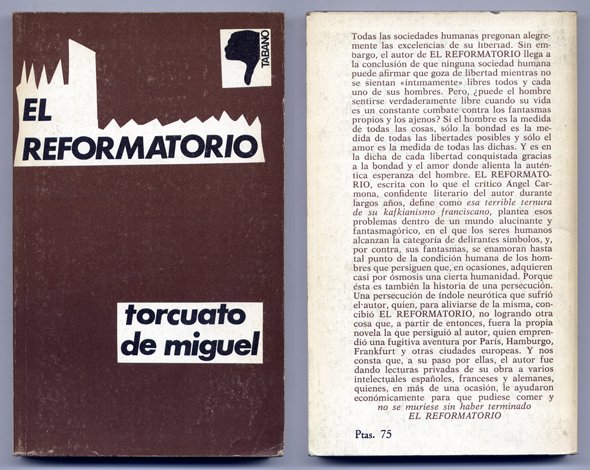 TABANO
EL
REFORMATORIO
torcuato
de miguel
Todas las sociedades humanas pregonan alegre-
mente las excelencias de su libertad. Sin em-
bargo, el autor de EL REFORMATORIO llega a
la conclusión de que ninguna sociedad humana
puede afirmar que goza de libertad mientras no
se sientan «íntimamente» libres todos y cada
uno de sus hombres. Pero, ¿puede el hombre
sentirse verdaderamente libre cuando su vida
es un constante combate contra los fantasmas
propios y los ajenos? Si el hombre es la medida
de todas las cosas, sólo la bondad es la me-
dida de todas las libertades posibles y sólo el
amor es la medida de todas las dichas. Y es en
la dicha de cada libertad conquistada gracias
a la bondad y el amor donde alienta la autén-
tica esperanza del hombre. EL REFORMATO-
RIO, escrita con lo que el crítico Angel Car-
mona, confidente literario del autor durante
largos años, define como esa terrible ternura
de su kafkianismo franciscano, plantea esos
problemas dentro de un mundo alucinante y
fantasmagórico, en el que los seres humanos
alcanzan la categoría de delirantes símbolos, y,
por contra, sus fantasmas, se enamoran hasta
tal punto de la condición humana de los hom-
bres que persiguen que, en ocasiones, adquieren
casi por ósmosis una cierta humanidad. Porque
ésta es también la historia de una persecución.
Una persecución de índole neurótica que sufrió
el autor, quien, para aliviarse de la misma, con-
cibió EL REFORMATORIO, no logrando otra
cosa que, a partir de entonces, fuera la propia
novela la que persiguió al autor, quien empren-
dió una fugitiva aventura por París, Hamburgo,
Frankfurt y otras ciudades europeas. Y nos
consta que, a su paso por ellas, el autor fue
dando lecturas privadas de su obra a varios
intelectuales españoles, franceses y alemanes,
quienes, en más de una ocasión, le ayudaron
económicamente para que pudiese comer y
no se muriese sin haber terminado
EL REFORMATORIO
Ptas. 75